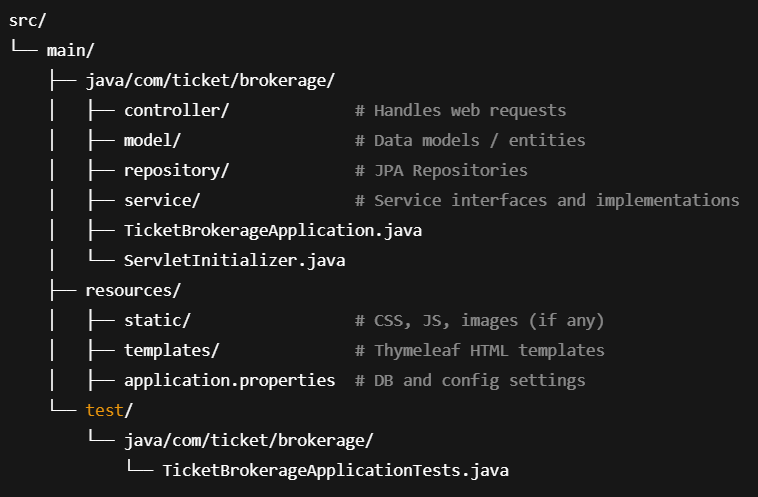 src/
└── main/
    ├── java/com/ticket/brokerage/
    │   ├── controller/             # Handles web requests
    │   ├── model/                  # Data models / entities
    │   ├── repository/             # JPA Repositories
    │   ├── service/                # Service interfaces and implementations
    │   ├── TicketBrokerageApplication.java
    │   └── ServletInitializer.java
    ├── resources/
    │   ├── static/                 # CSS, JS, images (if any)
    │   ├── templates/              # Thymeleaf HTML templates
    │   ├── application.properties  # DB and config settings
    └── test/
        └── java/com/ticket/brokerage/
            └── TicketBrokerageApplicationTests.java